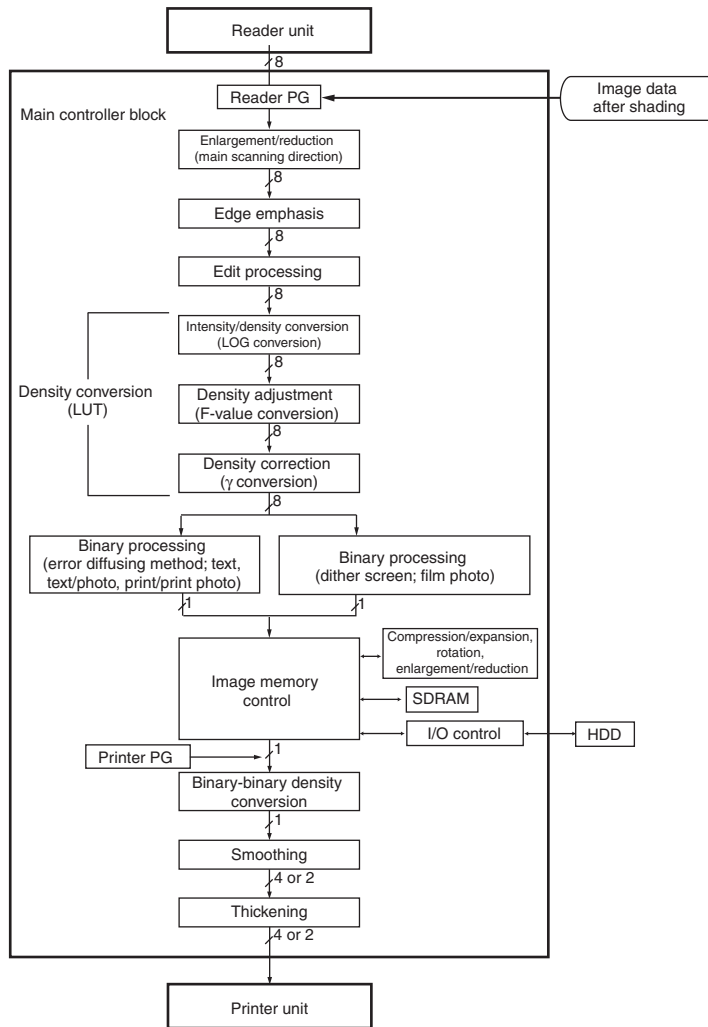 Reader unit
8
Reader PG
Image data
after shading
Main controller block
Enlargement/reduction
(main scanning direction)
8
Edge emphasis
8
Edit processing
8
Intensity/density conversion
(LOG conversion)
8
Density conversion
(LUT)
Density adjustment
(F-value conversion)
8
Density correction
(γ conversion)
8
Binary processing
(error diffusing method; text,
text/photo, print/print photo)
Binary processing
(dither screen; film photo)
1
1
Image memory
control
Compression/expansion,
rotation,
enlargement/reduction
SDRAM
I/O control
HDD
Printer PG
1
Binary-binary density
conversion
1
Smoothing
4 or 2
Thickening
4 or 2
Printer unit